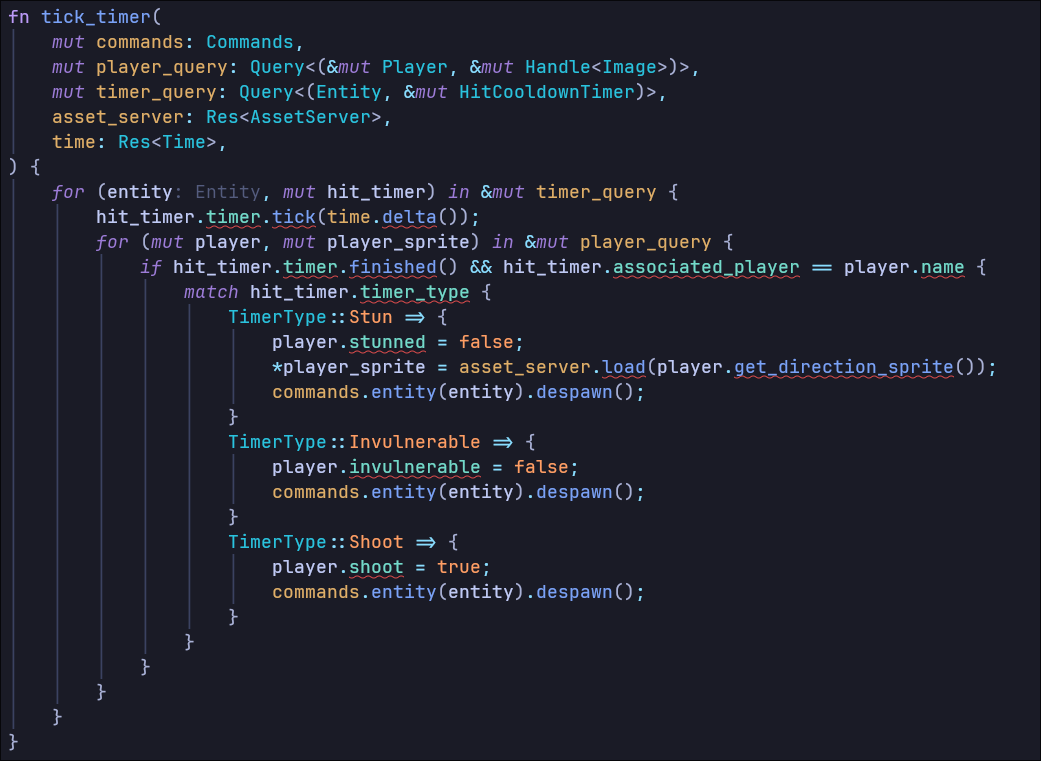 fn tick_timer(
    mut commands: Commands,
    mut player_query: Query<(&mut Player, &mut Handle<Image>)>,
    mut timer_query: Query<(Entity, &mut HitCooldownTimer)>,
    asset_server: Res<AssetServer>,
    time: Res<Time>,
) {
    for (entity: Entity, mut hit_timer) in &mut timer_query {
        hit_timer.timer.tick(time.delta());
        for (mut player, mut player_sprite) in &mut player_query {
            if hit_timer.timer.finished() && hit_timer.associated_player == player.name {
                match hit_timer.timer_type {
                    TimerType::Stun => {
                        player.stunned = false;
                        *player_sprite = asset_server.load(player.get_direction_sprite());
                        commands.entity(entity).despawn();
                    }
                    TimerType::Invulnerable => {
                        player.invulnerable = false;
                        commands.entity(entity).despawn();
                    }
                    TimerType::Shoot => {
                        player.shoot = true;
                        commands.entity(entity).despawn();
                    }
                }
            }
        }
    }
}